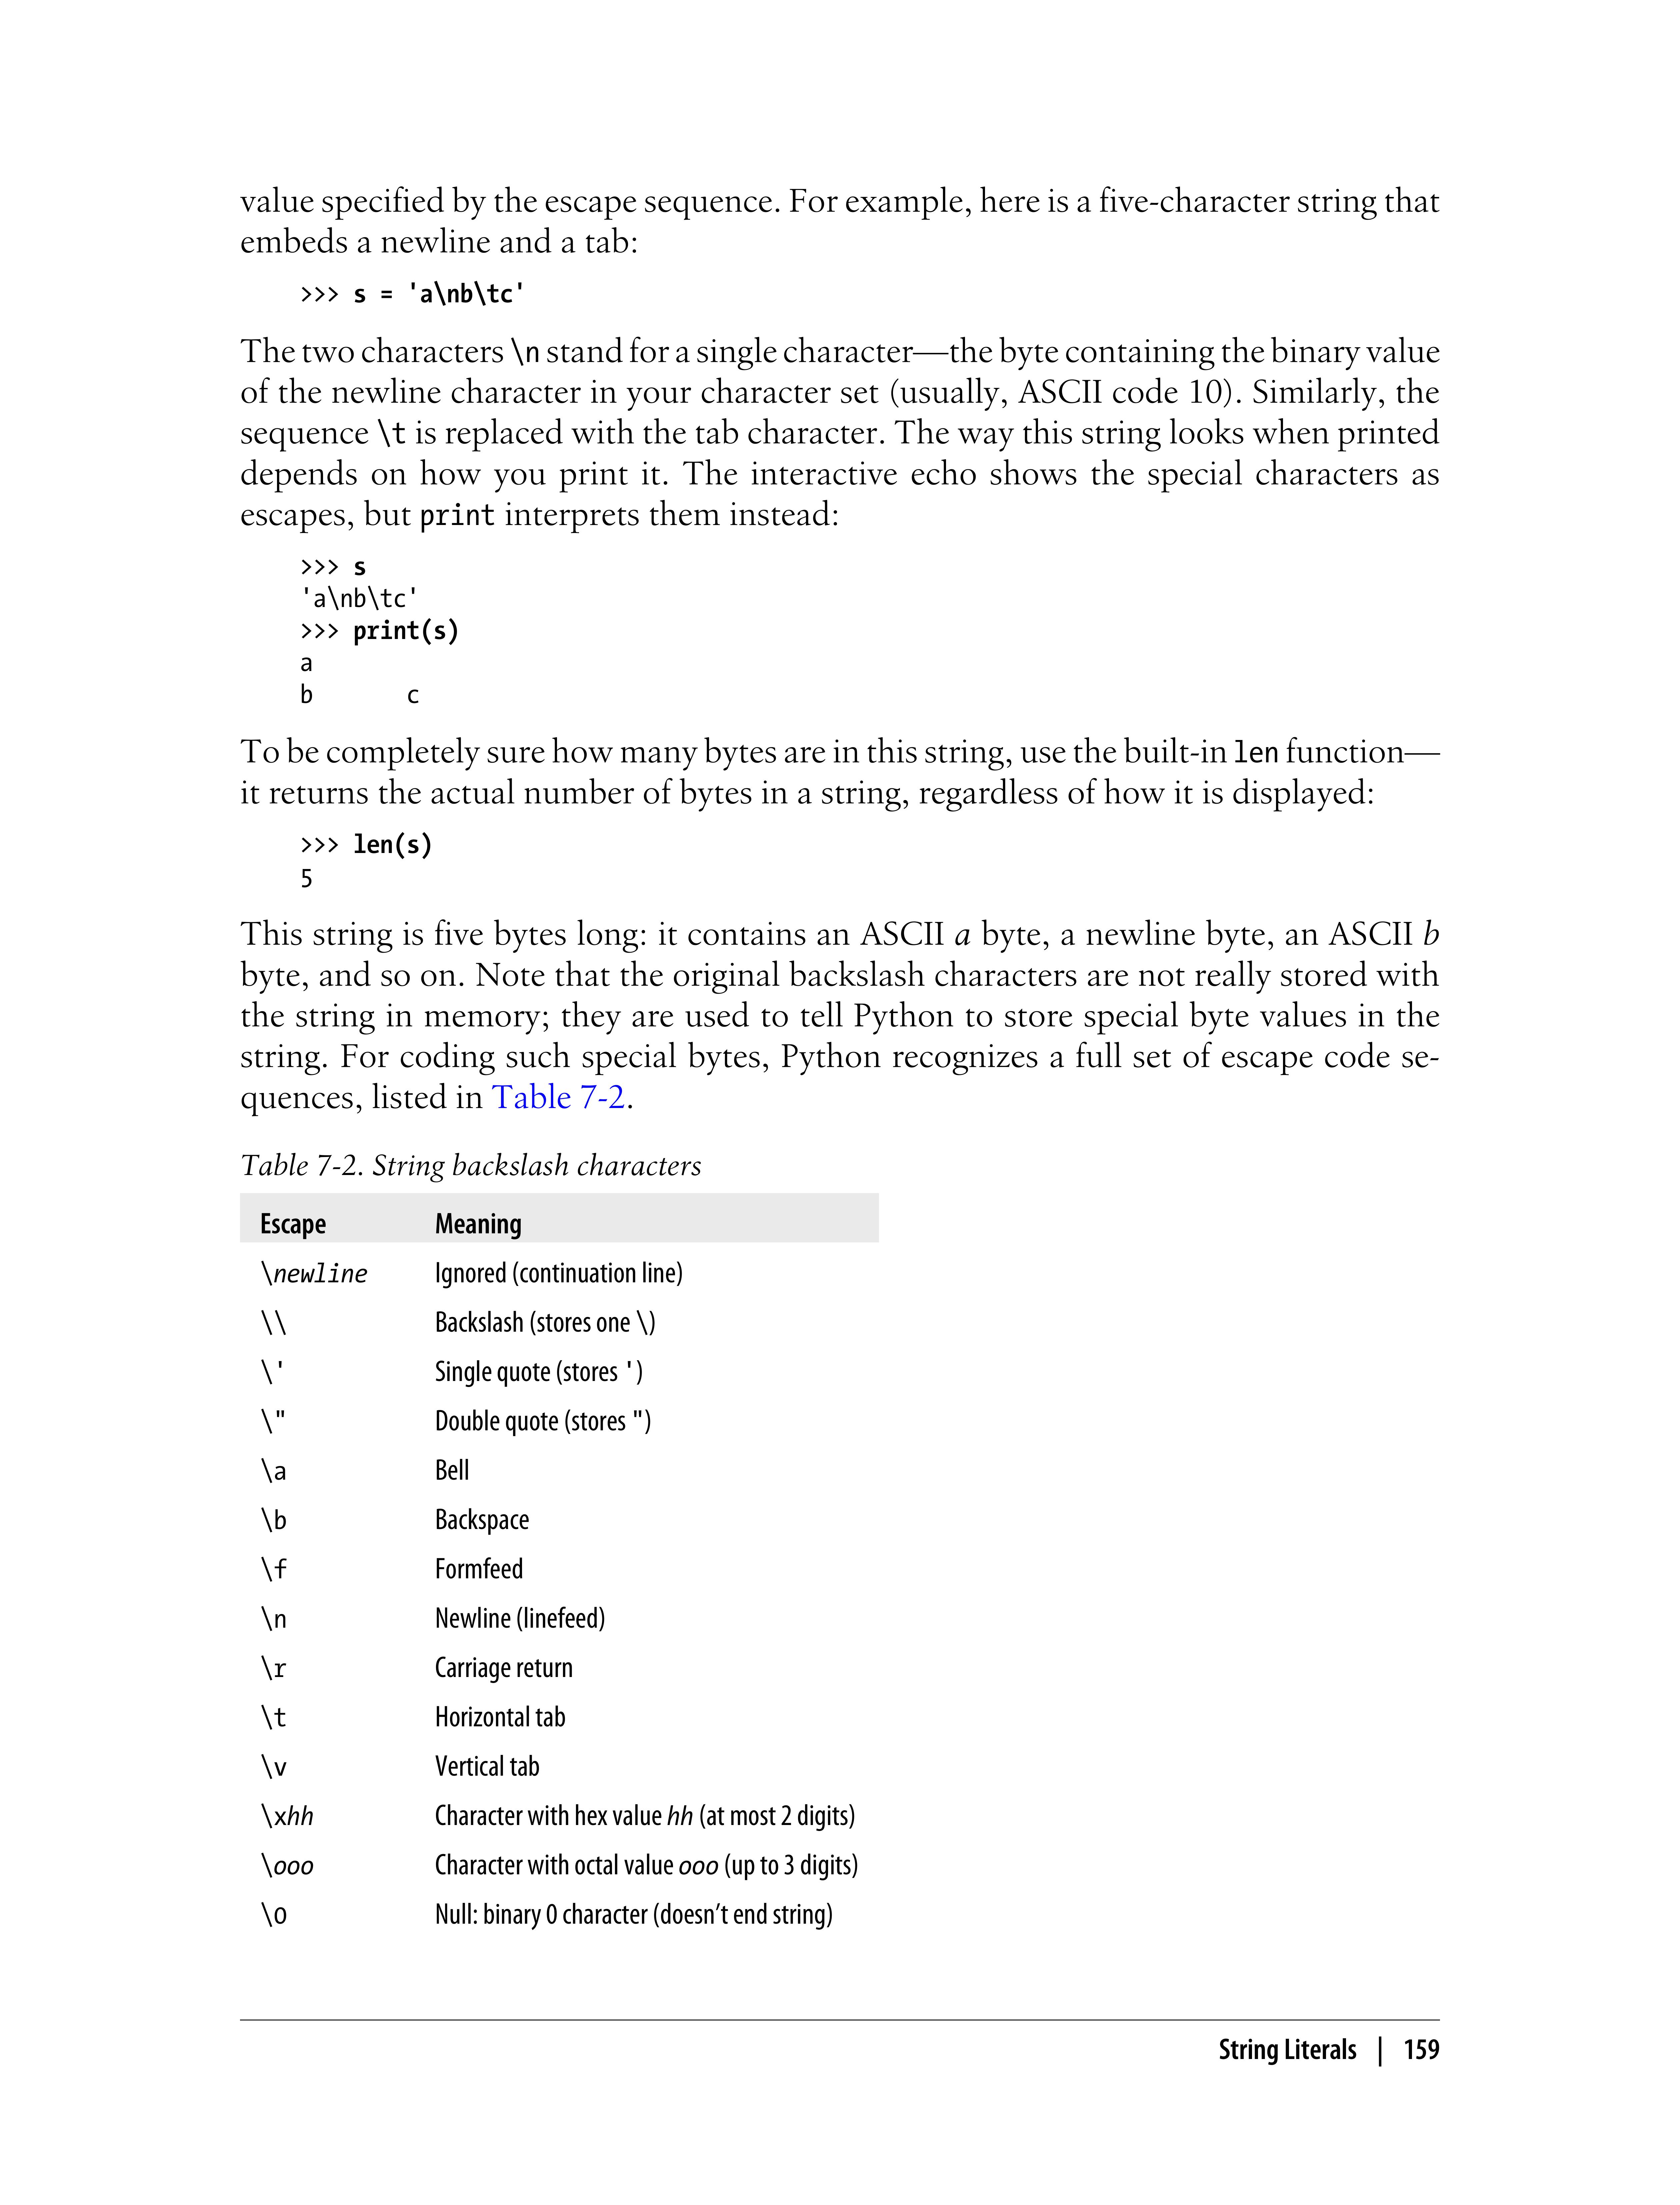 value specified by the escape sequence. For example, here is a five-character string that
embeds a newline and a tab:
>>> s = 'a\nb\tc'
The two characters \n stand for a single character—the byte containing the binary value
of the newline character in your character set (usually, ASCII code 10). Similarly, the
sequence \t is replaced with the tab character. The way this string looks when printed
depends on how you print it. The interactive echo shows the special characters as
escapes, but print interprets them instead:
>>> s
'a\nb\tc'
>>> print(s)
a
b       c
To be completely sure how many bytes are in this string, use the built-in len function—
it returns the actual number of bytes in a string, regardless of how it is displayed:
>>> len(s)
5
This string is five bytes long: it contains an ASCII a byte, a newline byte, an ASCII b
byte, and so on. Note that the original backslash characters are not really stored with
the string in memory; they are used to tell Python to store special byte values in the
string. For coding such special bytes, Python recognizes a full set of escape code se-
quences, listed in Table 7-2.
Table 7-2. String backslash characters
Escape Meaning
\newline Ignored (continuation line)
\\ Backslash (stores one \)
\' Single quote (stores ')
\" Double quote (stores ")
\a Bell
\b Backspace
\f Formfeed
\n Newline (linefeed)
\r Carriage return
\t Horizontal tab
\v Vertical tab
\xhh Character with hex value hh (at most 2 digits)
\ooo Character with octal value ooo (up to 3 digits)
\0 Null: binary 0 character (doesn’t end string)
String Literals | 159